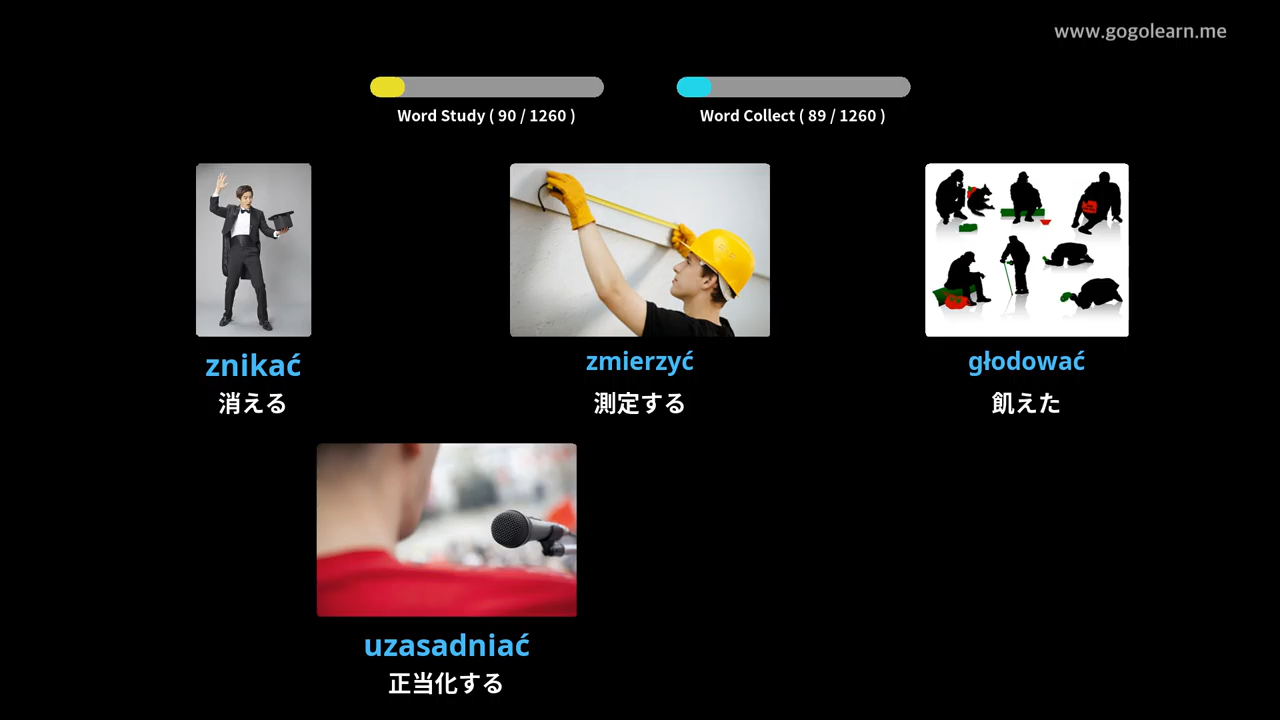 www.gogolearn.me
Word Study ( 90 / 1260 )
Word Collect ( 89 / 1260 )
znikać
消える
zmierzyć
測定する
głodować
飢えた
uzasadniać
正当化する